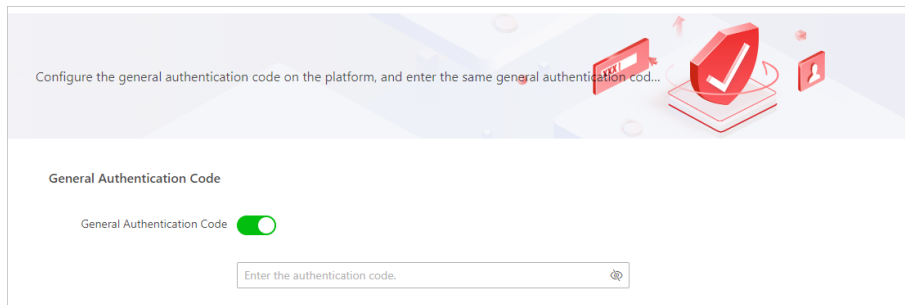 Configure the general authentication code on the platform, and enter the same general authentication cod...
General Authentication Code
General Authentication Code
Enter the authentication code.